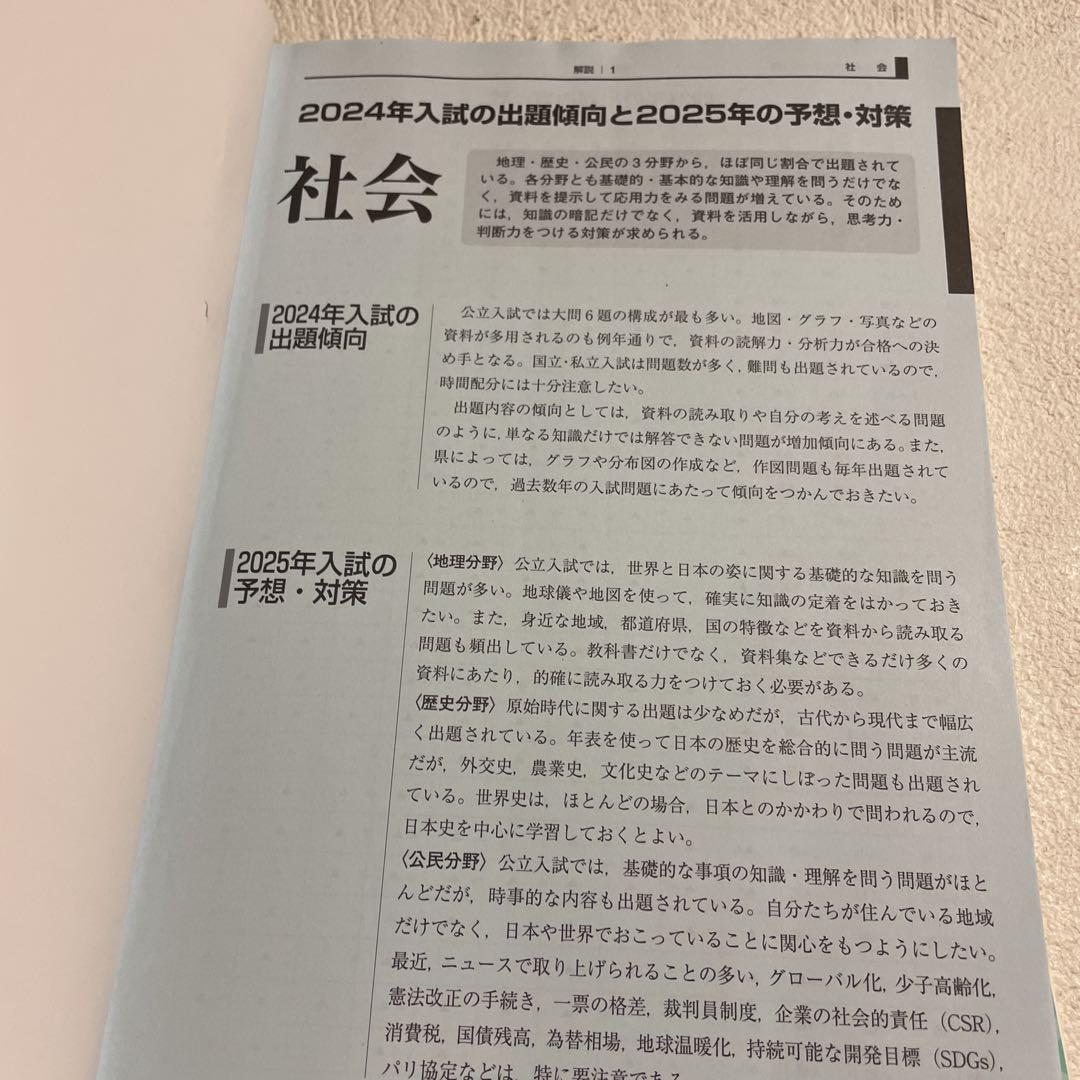 解説 | 1
社 会
2024年入試の出題傾向と2025年の予想・対策
社会
地理・歴史・公民の3分野から,ほぼ同じ割合で出題されて
いる。各分野とも基礎的・基本的な知識や理解を問うだけでな
く,資料を提示して応用力をみる問題が増えている。そのため
には,知識の暗記だけでなく,資料を活用しながら,思考力・
判断力をつける対策が求められる。
2024年入試の
出題傾向
公立入試では大問6題の構成が最も多い。地図・グラフ・写真などの
資料が多用されるのも例年通りで,資料の読解力・分析力が合格への決
め手となる。国立・私立入試は問題数が多く,難問も出題されているので,
時間配分には十分注意したい。
出題内容の傾向としては,資料の読み取りや自分の考えを述べる問題
のように,単なる知識だけでは解答できない問題が増加傾向にある。また,
県によっては,グラフや分布図の作成など,作図問題も毎年出題されて
いるので,過去数年の入試問題にあたって傾向をつかんでおきたい。
2025年入試の
予想・対策
〈地理分野〉公立入試では,世界と日本の姿に関する基礎的な知識を問う
問題が多い。地球儀や地図を使って,確実に知識の定着をはかっておき
たい。また,身近な地域,都道府県,国の特徴などを資料から読み取る
問題も頻出している。教科書だけでなく,資料集などできるだけ多くの
資料にあたり,的確に読み取る力をつけておく必要がある。
〈歴史分野〉原始時代に関する出題は少なめだが,古代から現代まで幅広
く出題されている。年表を使って日本の歴史を総合的に問う問題が主流
だが,外交史,農業史,文化史などのテーマにしぼった問題も出題され
ている。世界史は,ほとんどの場合,日本とのかかわりで問われるので,
日本史を中心に学習しておくとよい。
〈公民分野〉公立入試では,基礎的な事項の知識・理解を問う問題がほと
んどだが,時事的な内容も出題されている。自分たちが住んでいる地域
だけでなく,日本や世界でおこっていることに関心をもつようにしたい。
最近,ニュースで取り上げられることの多い,グローバル化,少子高齢化,
憲法改正の手続き,一票の格差,裁判員制度,企業の社会的責任(CSR),
消費税,国債残高,為替相場,地球温暖化,持続可能な開発目標(SDGs),
パリ協定などは,特に要注意である